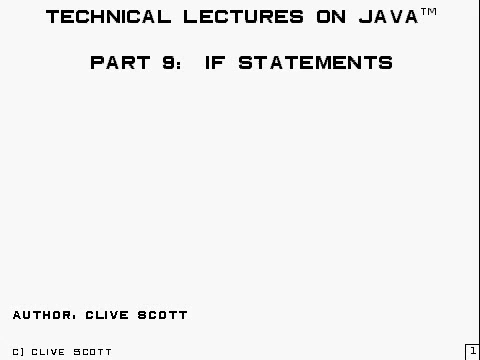 TECHNICAL LECTURES ON JAVA™
PART 9: IF STATEMENTS
AUTHOR: CLIVE SCOTT
C) CLIVE SCOTT
1